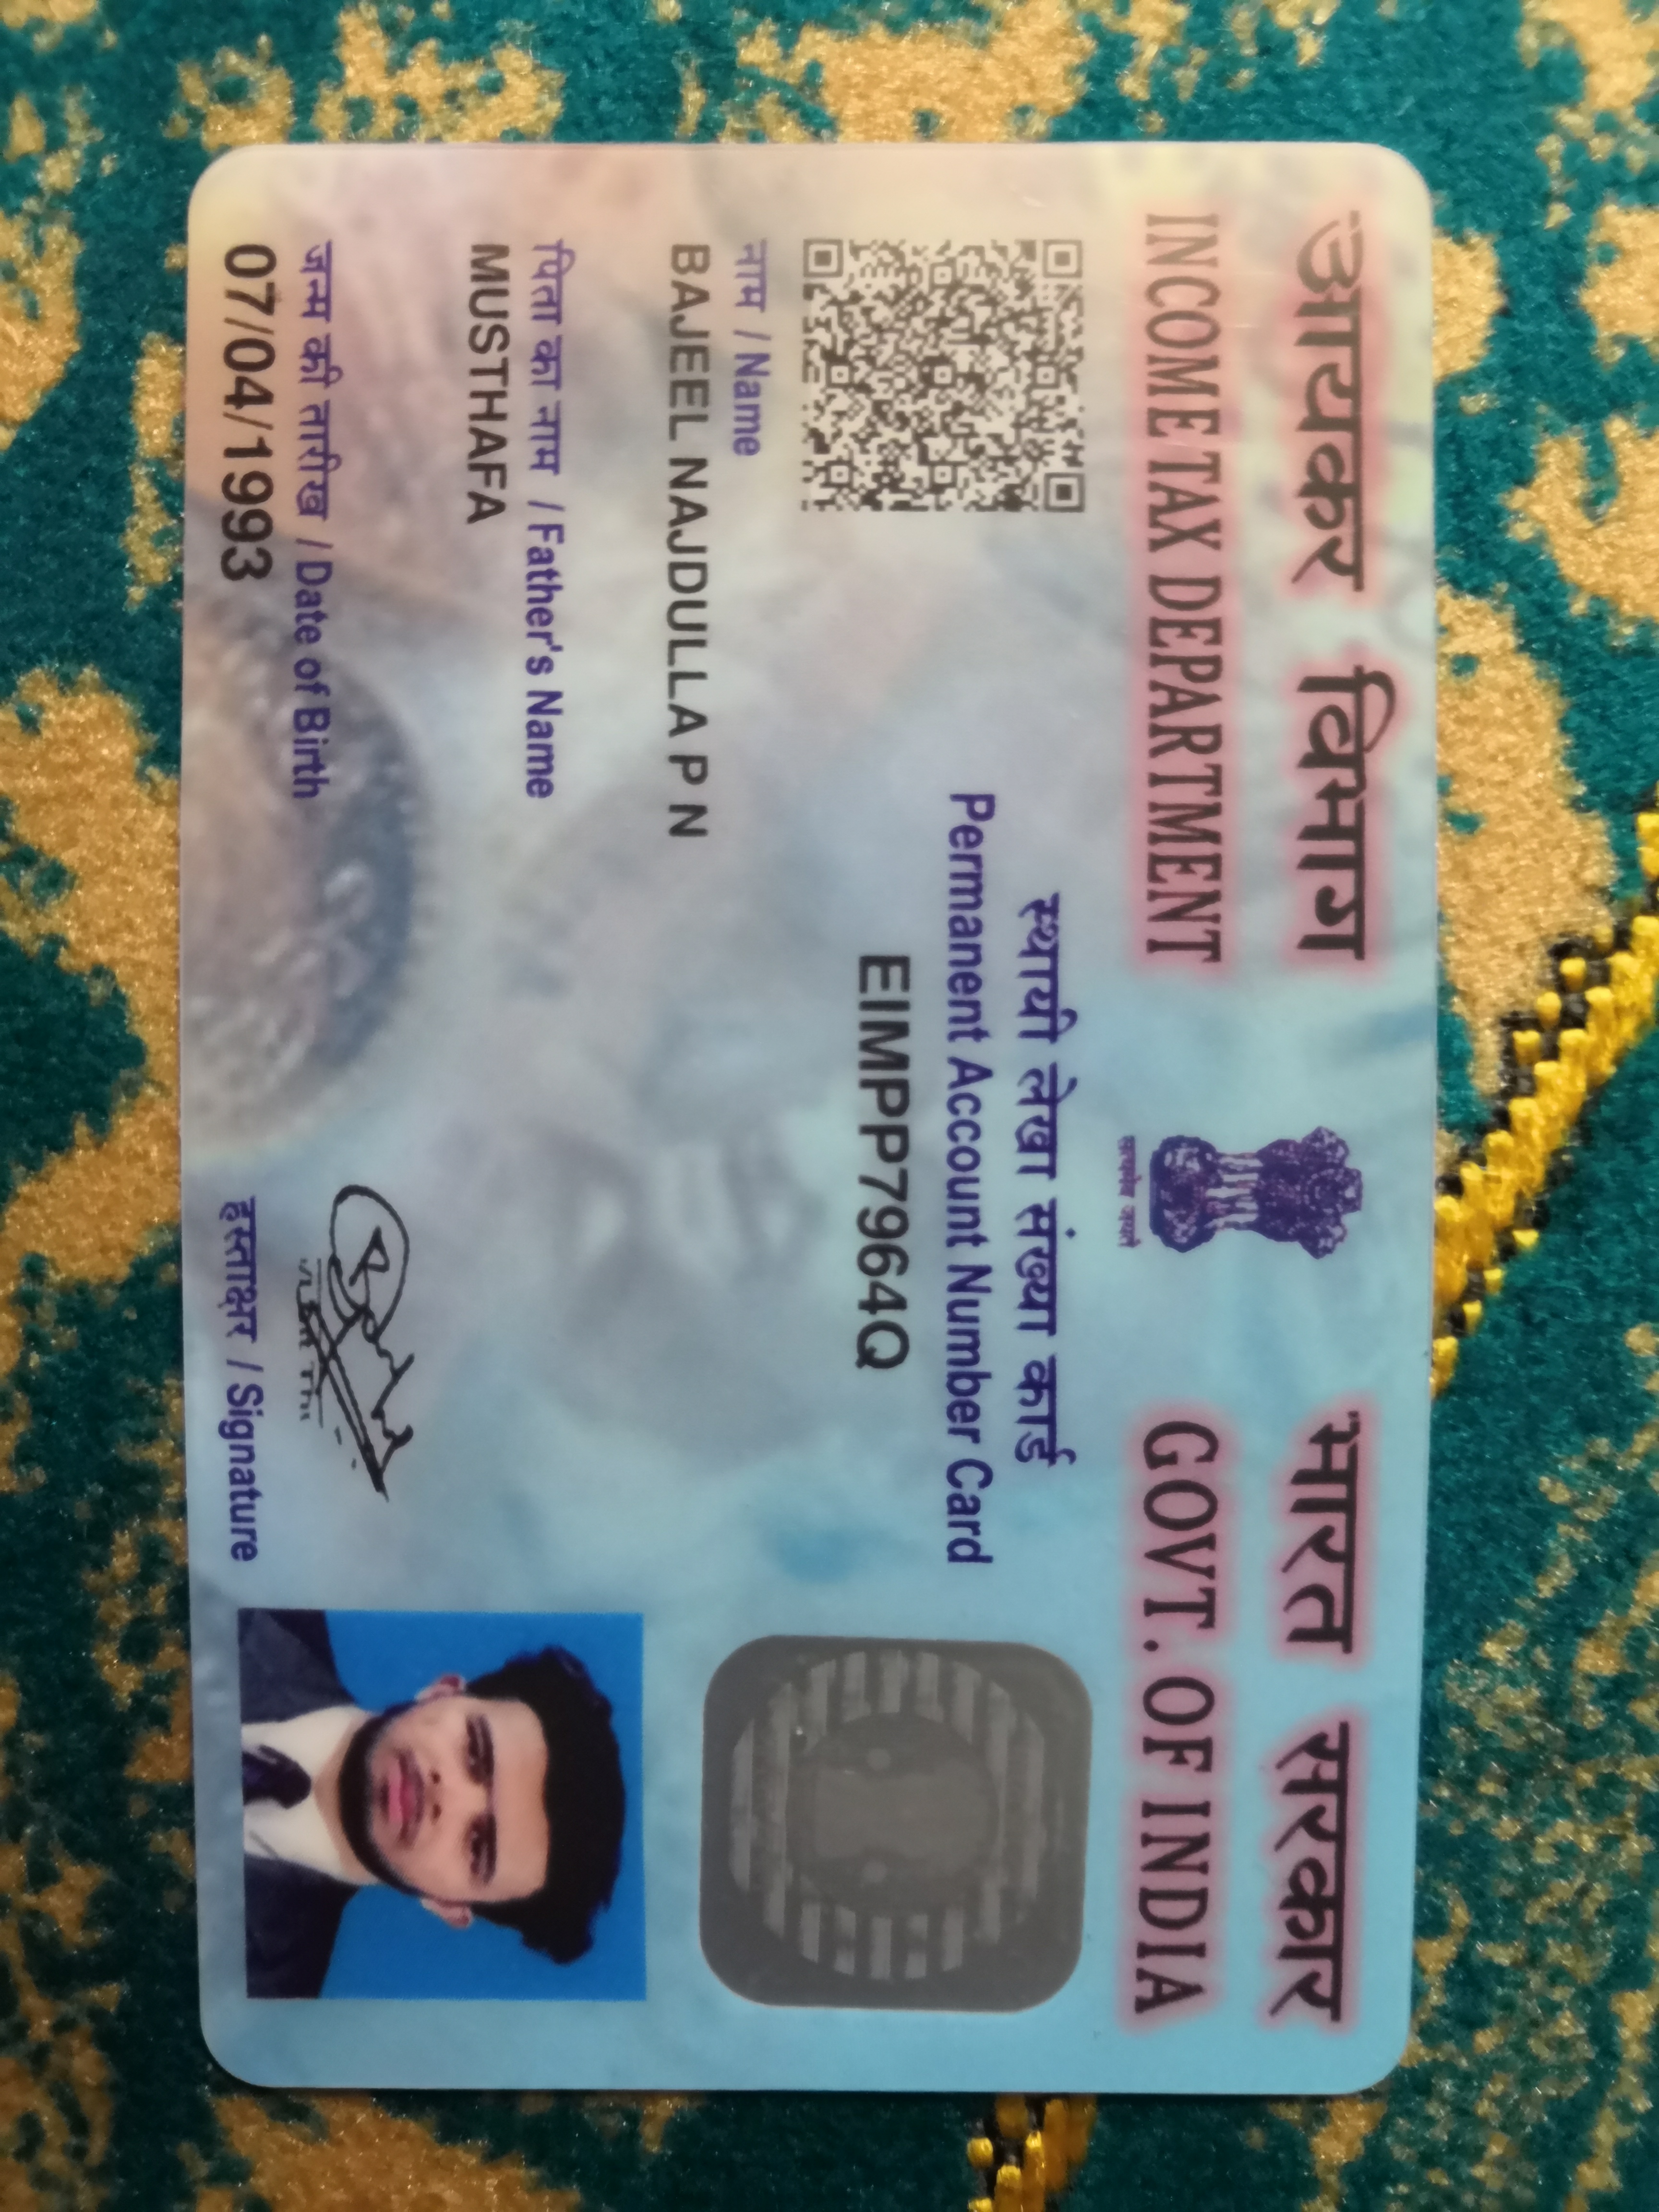 आयकर विभाग
INCOME TAX DEPARTMENT
भारत सरकार
GOVT. OF INDIA
सत्यमेव जयते
स्थायी लेखा संख्या कार्ड
Permanent Account Number Card
EIMPP7964Q
नाम / Name
BAJEEL NAJDULLA P N
पिता का नाम / Father's Name
MUSTHAFA
जन्म की तारीख / Date of Birth
07/04/1993
हस्ताक्षर / Signature